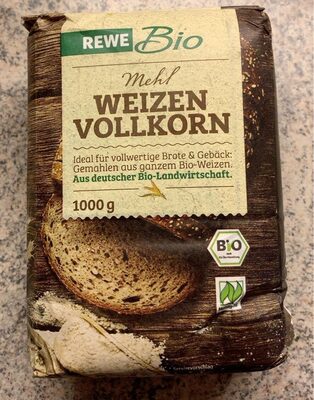 REWE Bio
Mehl
WEIZEN
VOLLKORN
Ideal für vollwertige Brote & Gebäck:
Gemahlen aus ganzem Bio-Weizen.
Aus deutscher Bio-Landwirtschaft.
1000 g
BiO